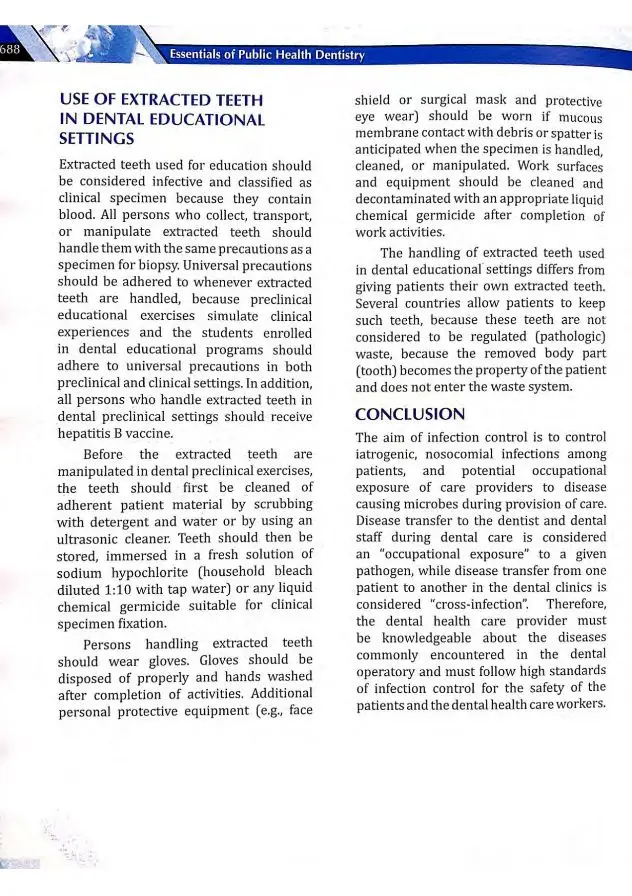 688
Essentials of Public Health Dentistry
USE OF EXTRACTED TEETH
IN DENTAL EDUCATIONAL
SETTINGS
Extracted teeth used for education should
be considered infective and classified as
clinical specimen because they contain
blood. All persons who collect, transport,
or manipulate extracted teeth should
handle them with the same precautions as a
specimen for biopsy. Universal precautions
should be adhered to whenever extracted
teeth are handled, because preclinical
educational exercises simulate clinical
experiences and the students enrolled
in dental educational programs should
adhere to universal precautions in both
preclinical and clinical settings. In addition,
all persons who handle extracted teeth in
dental preclinical settings should receive
hepatitis B vaccine.
Before the extracted teeth are
manipulated in dental preclinical exercises,
the teeth should first be cleaned of
adherent patient material by scrubbing
with detergent and water or by using an
ultrasonic cleaner. Teeth should then be
stored, immersed in a fresh solution of
sodium hypochlorite (household bleach
diluted 1:10 with tap water) or any liquid
chemical germicide suitable for clinical
specimen fixation.
Persons handling extracted teeth
should wear gloves. Gloves should be
disposed of properly and hands washed
after completion of activities. Additional
personal protective equipment (e.g., face
shield or surgical mask and protective
eye wear) should be worn if mucous
membrane contact with debris or spatter is
anticipated when the specimen is handled,
cleaned, or manipulated. Work surfaces
and equipment should be cleaned and
decontaminated with an appropriate liquid
chemical germicide after completion of
work activities.
The handling of extracted teeth used
in dental educational settings differs from
giving patients their own extracted teeth.
Several countries allow patients to keep
such teeth, because these teeth are not
considered to be regulated (pathologic)
waste, because the removed body part
(tooth) becomes the property of the patient
and does not enter the waste system.
CONCLUSION
The aim of infection control is to control
iatrogenic, nosocomial infections among
patients, and potential occupational
exposure of care providers to disease
causing microbes during provision of care.
Disease transfer to the dentist and dental
staff during dental care is considered
an "occupational exposure" to a given
pathogen, while disease transfer from one
patient to another in the dental clinics is
considered "cross-infection". Therefore,
the dental health care provider must
be knowledgeable about the diseases
commonly encountered in the dental
operatory and must follow high standards
of infection control for the safety of the
patients and the dental health care workers.